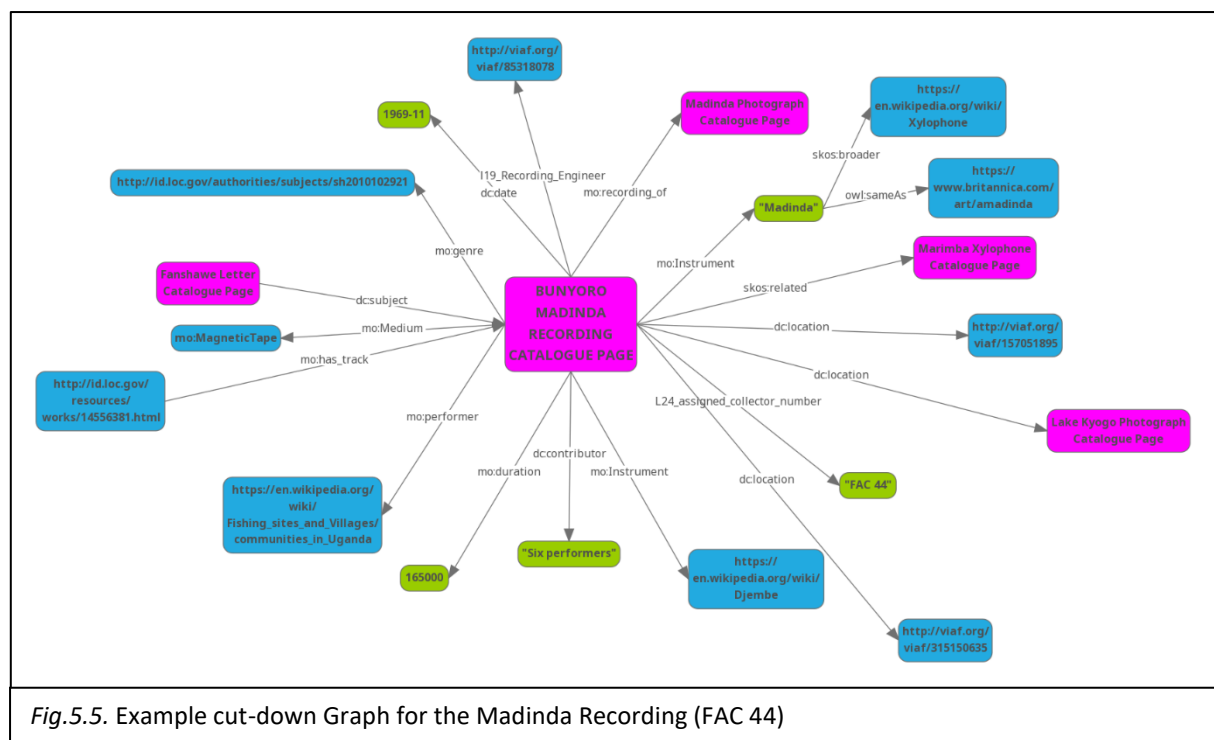 http://viaf.org/
viaf/85318078
1969-11
Madinda Photograph
Catalogue Page
https://
en.wikipedia.org/wiki/
Xylophone
skos:broader
l19_Recording_Engineer
dc:date
http://id.loc.gov/authorities/subjects/sh2010102921
mo:recording_of
"Madinda"
owl:sameAs
https://
www.britannica.com/
art/amadinda
mo:genre
mo:Instrument
Marimba Xylophone
Catalogue Page
Fanshawe Letter
Catalogue Page
dc:subject
skos:related
BUNYORO
MADINDA
RECORDING
CATALOGUE PAGE
mo:MagneticTape
mo:Medium
dc:location
http://viaf.org/
viaf/157051895
mo:has_track
http://id.loc.gov/
resources/
works/14556381.html
dc:location
L24_assigned_collector_number
Lake Kyogo Photograph
Catalogue Page
mo:performer
dc:contributor
mo:duration
mo:Instrument
dc:location
"FAC 44"
https://en.wikipedia.org/
wiki/
Fishing_sites_and_Villages/
communities_in_Uganda
"Six performers"
165000
https://
en.wikipedia.org/wiki/
Djembe
http://viaf.org/
viaf/315150635
Fig.5.5. Example cut-down Graph for the Madinda Recording (FAC 44)